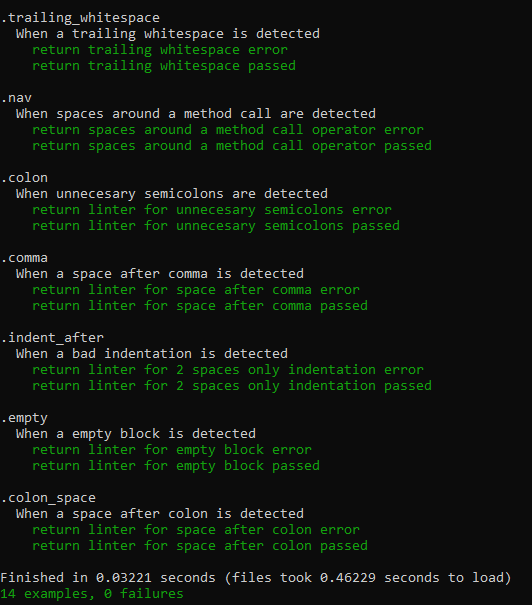 .trailing_whitespace
When a trailing whitespace is detected
return trailing whitespace error
return trailing whitespace passed
.nav
When spaces around a method call are detected
return spaces around a method call operator error
return spaces around a method call operator passed
.colon
When unnecesary semicolons are detected
return linter for unnecesary semicolons error
return linter for unnecesary semicolons passed
.comma
When a space after comma is detected
return linter for space after comma error
return linter for space after comma passed
.indent_after
When a bad indentation is detected
return linter for 2 spaces only indentation error
return linter for 2 spaces only indentation passed
.empty
When a empty block is detected
return linter for empty block error
return linter for empty block passed
.colon_space
When a space after colon is detected
return linter for space after colon error
return linter for space after colon passed
Finished in 0.03221 seconds (files took 0.46229 seconds to load)
14 examples, 0 failures